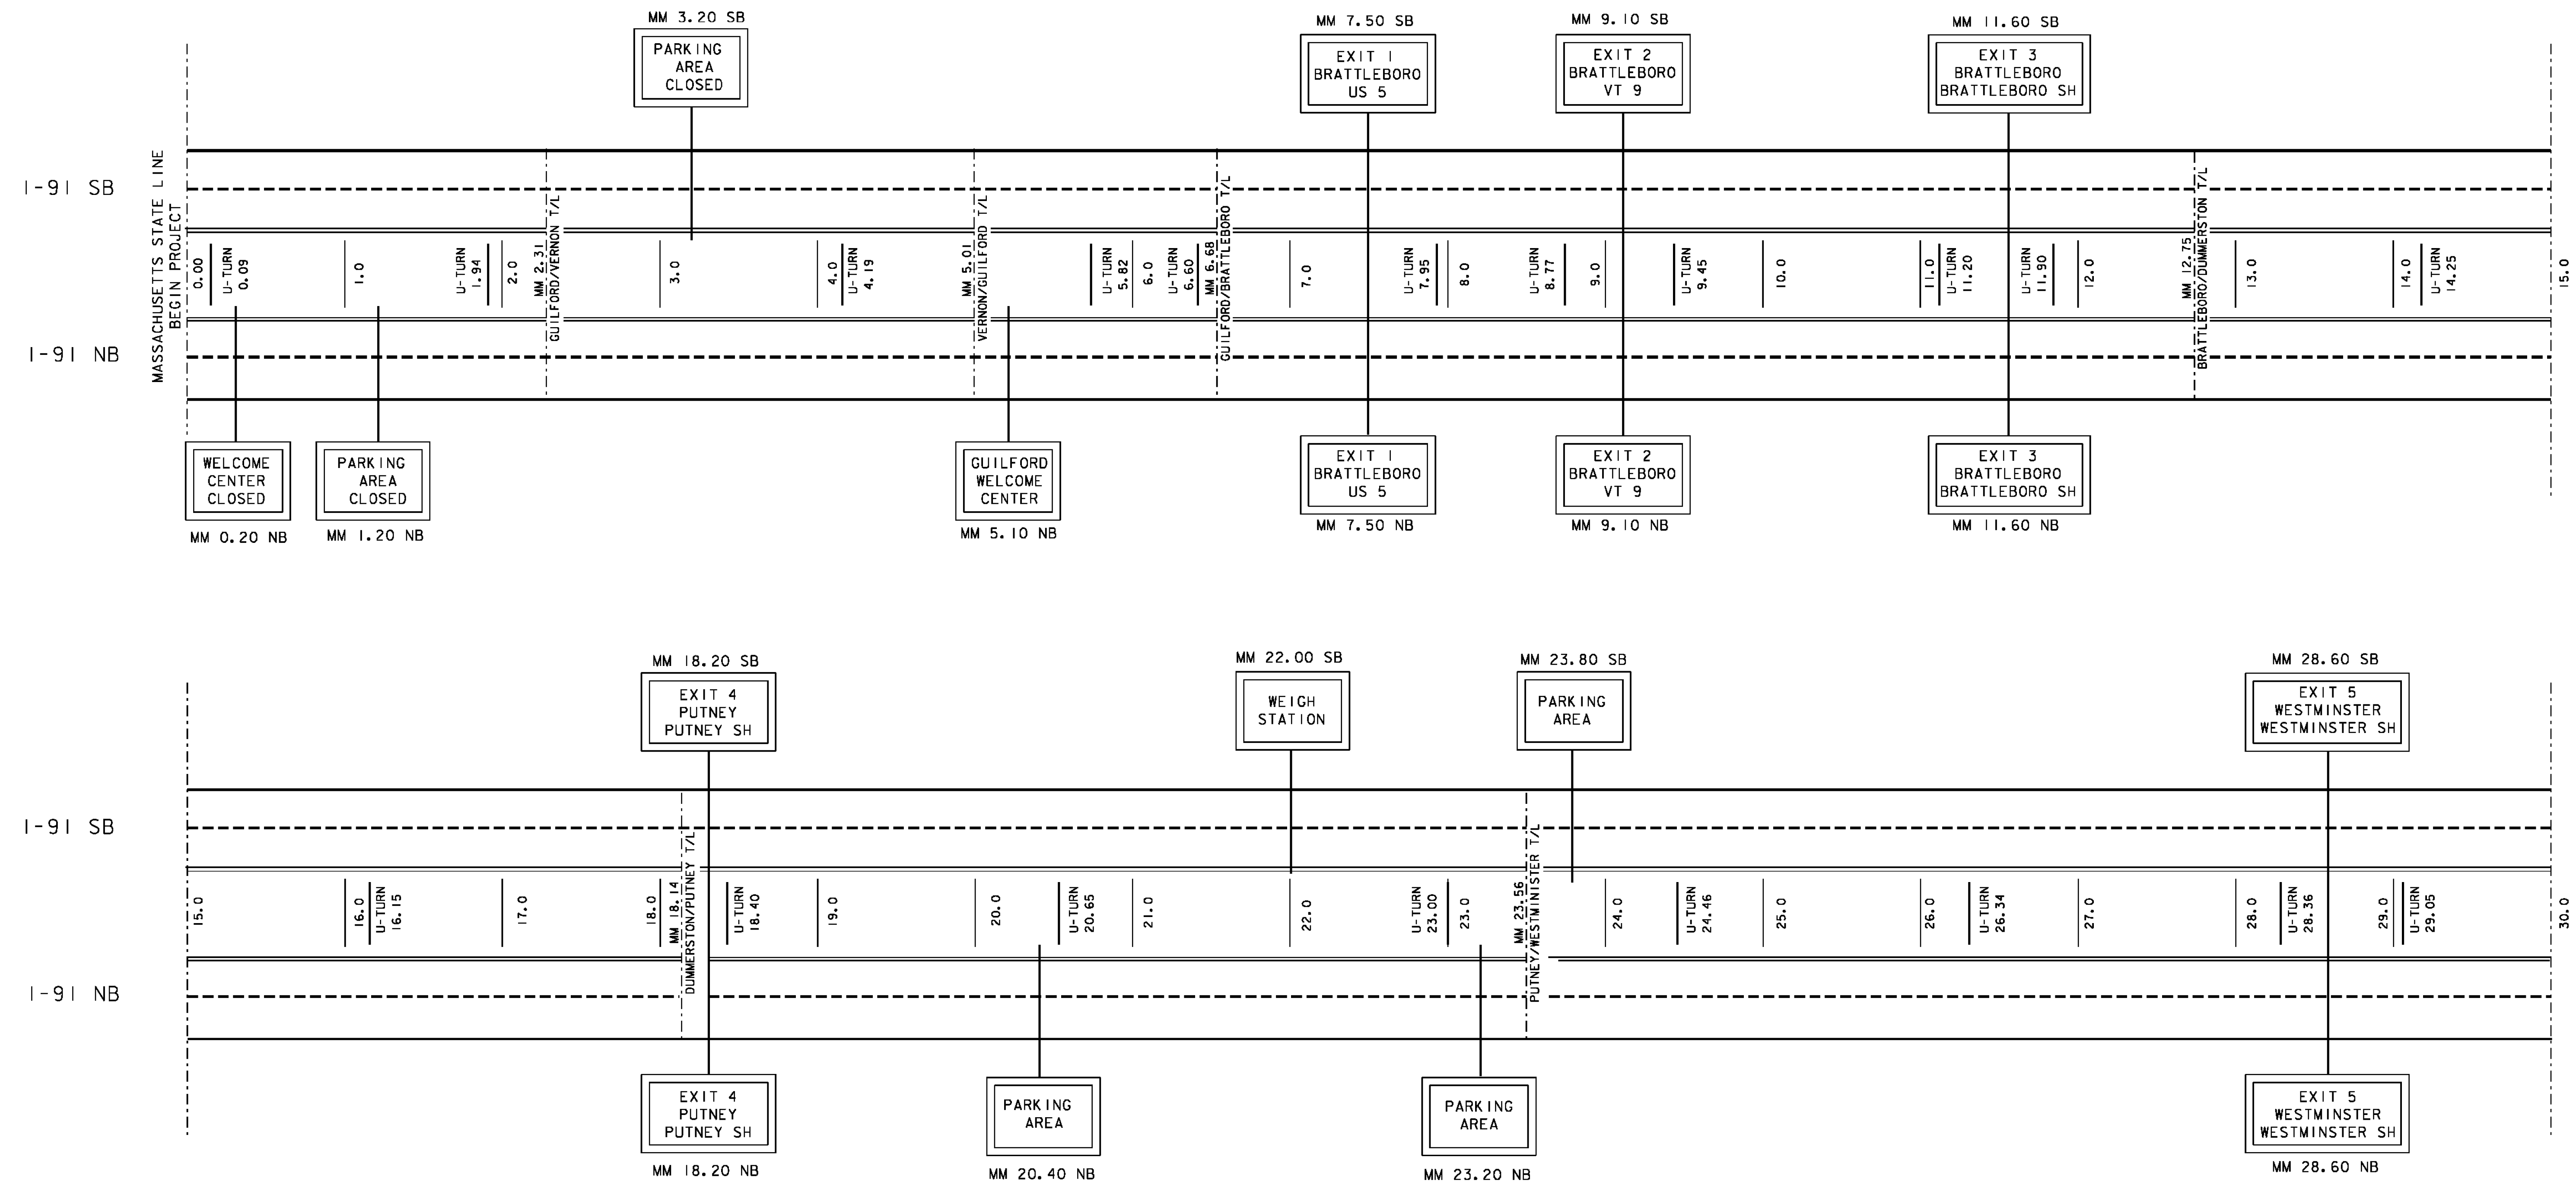 MM 3.20 SB
PARKING
AREA
CLOSED
MM 7.50 SB
EXIT 1
BRATTLEBORO
US 5
MM 9.10 SB
EXIT 2
BRATTLEBORO
VT 9
MM 11.60 SB
EXIT 3
BRATTLEBORO
BRATTLEBORO SH
I-91 SB
I-91 NB
MASSACHUSETTS STATE LINE
BEGIN PROJECT
0.00
U-TURN
0.09
1.0
U-TURN
1.94
2.0
MM 2.31
GUILFORD/VERNON T/L
3.0
4.0
U-TURN
4.19
MM 5.01
VERNON/GUILFORD T/L
U-TURN
5.82
6.0
U-TURN
6.60
MM 6.68
GUILFORD/BRATTLEBORO T/L
7.0
U-TURN
7.95
8.0
U-TURN
8.77
9.0
U-TURN
9.45
10.0
11.0
U-TURN
11.20
U-TURN
11.90
12.0
MM 12.75
BRATTLEBORO/DUMMERSTON T/L
13.0
14.0
U-TURN
14.25
15.0
WELCOME
CENTER
CLOSED
MM 0.20 NB
PARKING
AREA
CLOSED
MM 1.20 NB
GUILFORD
WELCOME
CENTER
MM 5.10 NB
EXIT 1
BRATTLEBORO
US 5
MM 7.50 NB
EXIT 2
BRATTLEBORO
VT 9
MM 9.10 NB
EXIT 3
BRATTLEBORO
BRATTLEBORO SH
MM 11.60 NB
MM 18.20 SB
EXIT 4
PUTNEY
PUTNEY SH
MM 22.00 SB
WEIGH
STATION
MM 23.80 SB
PARKING
AREA
MM 28.60 SB
EXIT 5
WESTMINSTER
WESTMINSTER SH
I-91 SB
I-91 NB
15.0
16.0
U-TURN
16.15
17.0
18.0
MM 18.14
DUMMERSTON/PUTNEY T/L
U-TURN
18.40
19.0
20.0
U-TURN
20.65
21.0
22.0
U-TURN
23.00
23.0
MM 23.56
PUTNEY/WESTMINISTER T/L
24.0
U-TURN
24.46
25.0
26.0
U-TURN
26.34
27.0
28.0
U-TURN
28.36
29.0
U-TURN
29.05
30.0
EXIT 4
PUTNEY
PUTNEY SH
MM 18.20 NB
PARKING
AREA
MM 20.40 NB
PARKING
AREA
MM 23.20 NB
EXIT 5
WESTMINSTER
WESTMINSTER SH
MM 28.60 NB